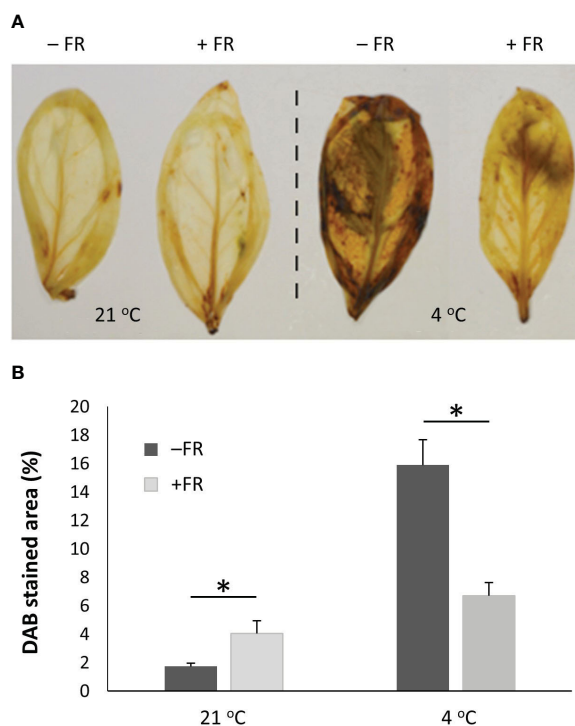 A
– FR + FR – FR + FR
21 °C 4 °C
B
DAB stained area (%)
20
18
16
14
12
10
8
6
4
2
0
–FR
+FR
*
*
21 °C 4 °C